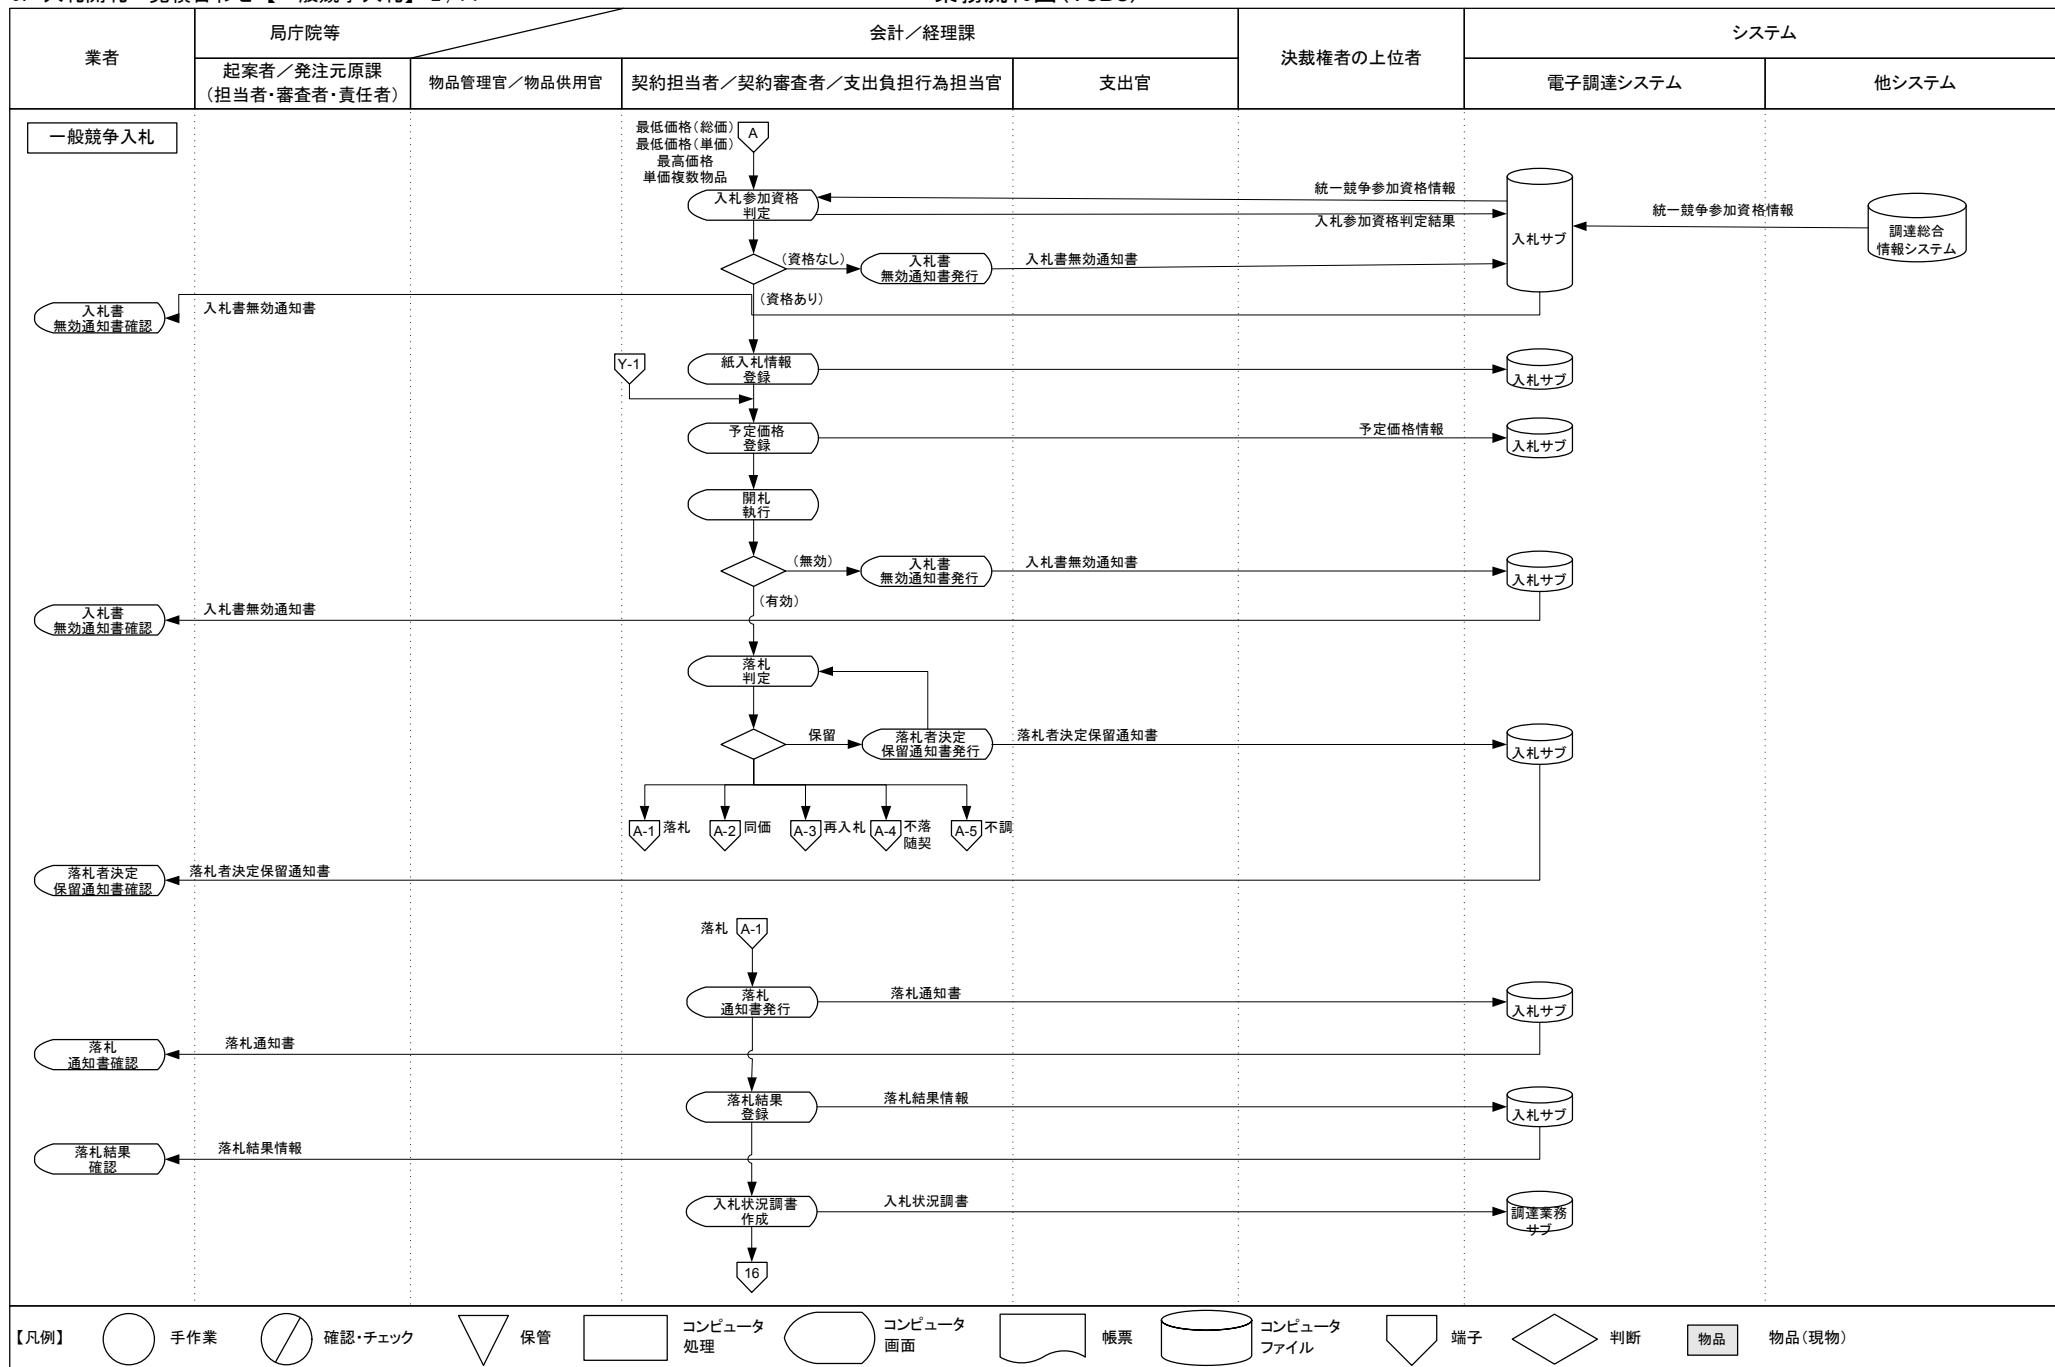 業者
局庁院等
会計／経理課
決裁権者の上位者
システム
起案者／発注元原課
（担当者・審査者・責任者）
物品管理官／物品供用官
契約担当者／契約審査者／支出負担行為担当官
支出官
電子調達システム
他システム
一般競争入札
最低価格（総価）
最低価格（単価）
最高価格
単価複数物品
A
入札参加資格
判定
統一競争参加資格情報
入札参加資格判定結果
入札サブ
統一競争参加資格情報
調達総合
情報システム
（資格なし）
入札書
無効通知書発行
入札書無効通知書
（資格あり）
入札書
無効通知書確認
入札書無効通知書
Y-1
紙入札情報
登録
入札サブ
予定価格
登録
予定価格情報
入札サブ
開札
執行
（無効）
入札書
無効通知書発行
入札書無効通知書
入札サブ
（有効）
入札書
無効通知書確認
入札書無効通知書
落札
判定
保留
落札者決定
保留通知書発行
落札者決定保留通知書
入札サブ
A-1
落札
A-2
同価
A-3
再入札
A-4
不落
随契
A-5
不調
落札者決定
保留通知書確認
落札者決定保留通知書
落札
A-1
落札
通知書発行
落札通知書
入札サブ
落札
通知書確認
落札通知書
落札結果
登録
落札結果情報
入札サブ
落札結果
確認
落札結果情報
入札状況調書
作成
入札状況調書
調達業務
サブ
16
【凡例】
手作業
確認・チェック
保管
コンピュータ
処理
コンピュータ
画面
帳票
コンピュータ
ファイル
端子
判断
物品
物品（現物）